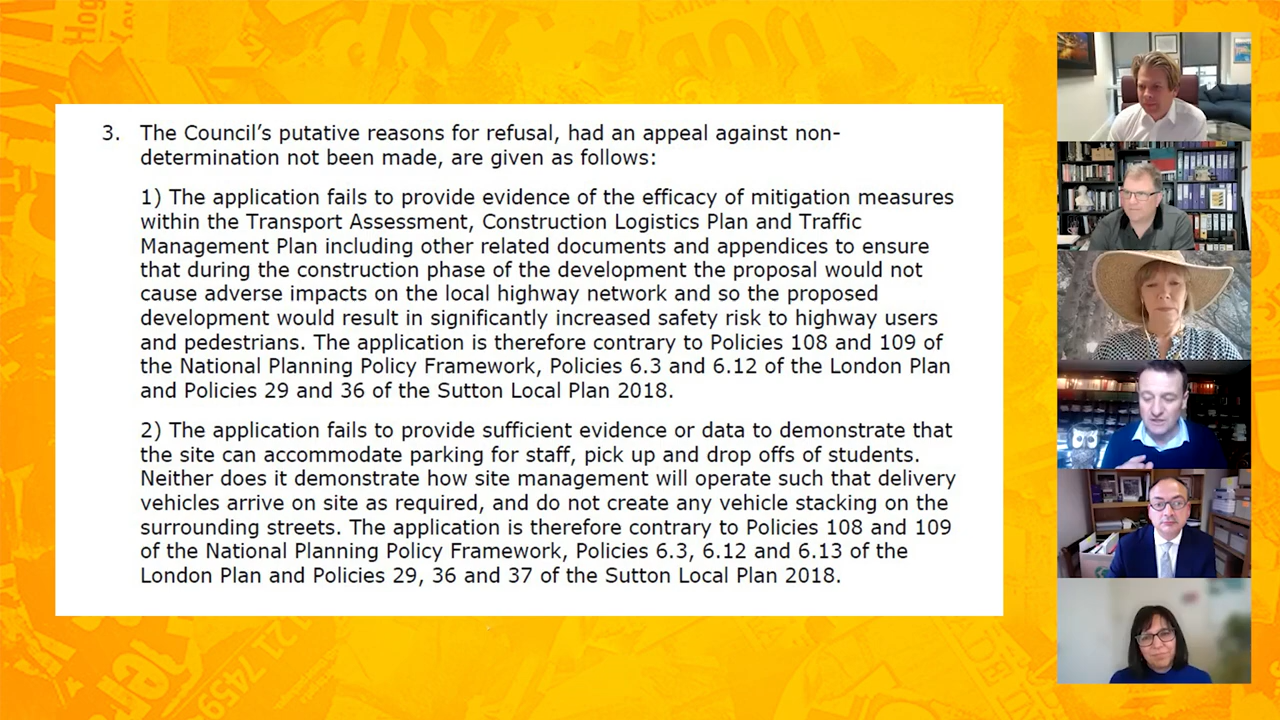 3. The Council's putative reasons for refusal, had an appeal against non-
determination not been made, are given as follows:
1) The application fails to provide evidence of the efficacy of mitigation measures
within the Transport Assessment, Construction Logistics Plan and Traffic
Management Plan including other related documents and appendices to ensure
that during the construction phase of the development the proposal would not
cause adverse impacts on the local highway network and so the proposed
development would result in significantly increased safety risk to highway users
and pedestrians. The application is therefore contrary to Policies 108 and 109 of
the National Planning Policy Framework, Policies 6.3 and 6.12 of the London Plan
and Policies 29 and 36 of the Sutton Local Plan 2018.
2) The application fails to provide sufficient evidence or data to demonstrate that
the site can accommodate parking for staff, pick up and drop offs of students.
Neither does it demonstrate how site management will operate such that delivery
vehicles arrive on site as required, and do not create any vehicle stacking on the
surrounding streets. The application is therefore contrary to Policies 108 and 109
of the National Planning Policy Framework, Policies 6.3, 6.12 and 6.13 of the
London Plan and Policies 29, 36 and 37 of the Sutton Local Plan 2018.